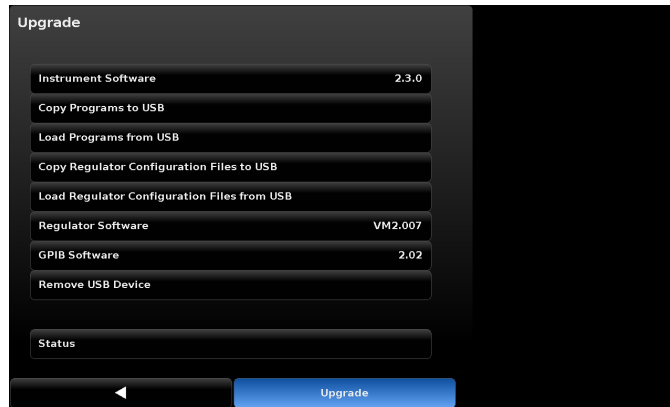 Upgrade
Instrument Software 2.3.0
Copy Programs to USB
Load Programs from USB
Copy Regulator Configuration Files to USB
Load Regulator Configuration Files from USB
Regulator Software VM2.007
GPIB Software 2.02
Remove USB Device
Status
Upgrade